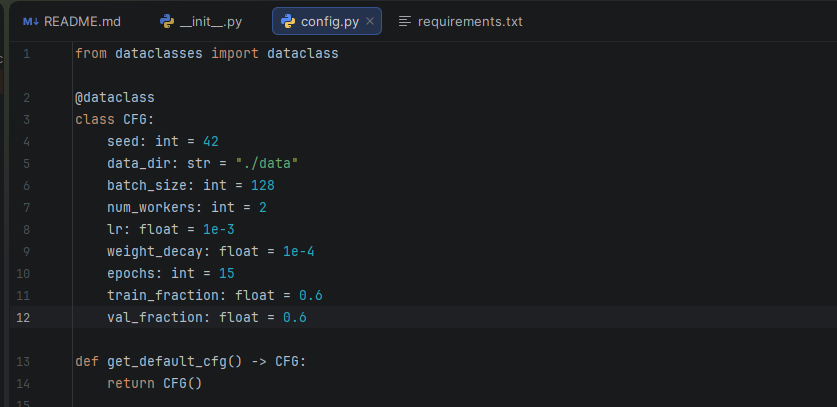 README.md __init__.py config.py requirements.txt
1 from dataclasses import dataclass
2 @dataclass
3 class CFG:
4 seed: int = 42
5 data_dir: str = "./data"
6 batch_size: int = 128
7 num_workers: int = 2
8 lr: float = 1e-3
9 weight_decay: float = 1e-4
10 epochs: int = 15
11 train_fraction: float = 0.6
12 val_fraction: float = 0.6
13 def get_default_cfg() -> CFG:
14 return CFG()
15